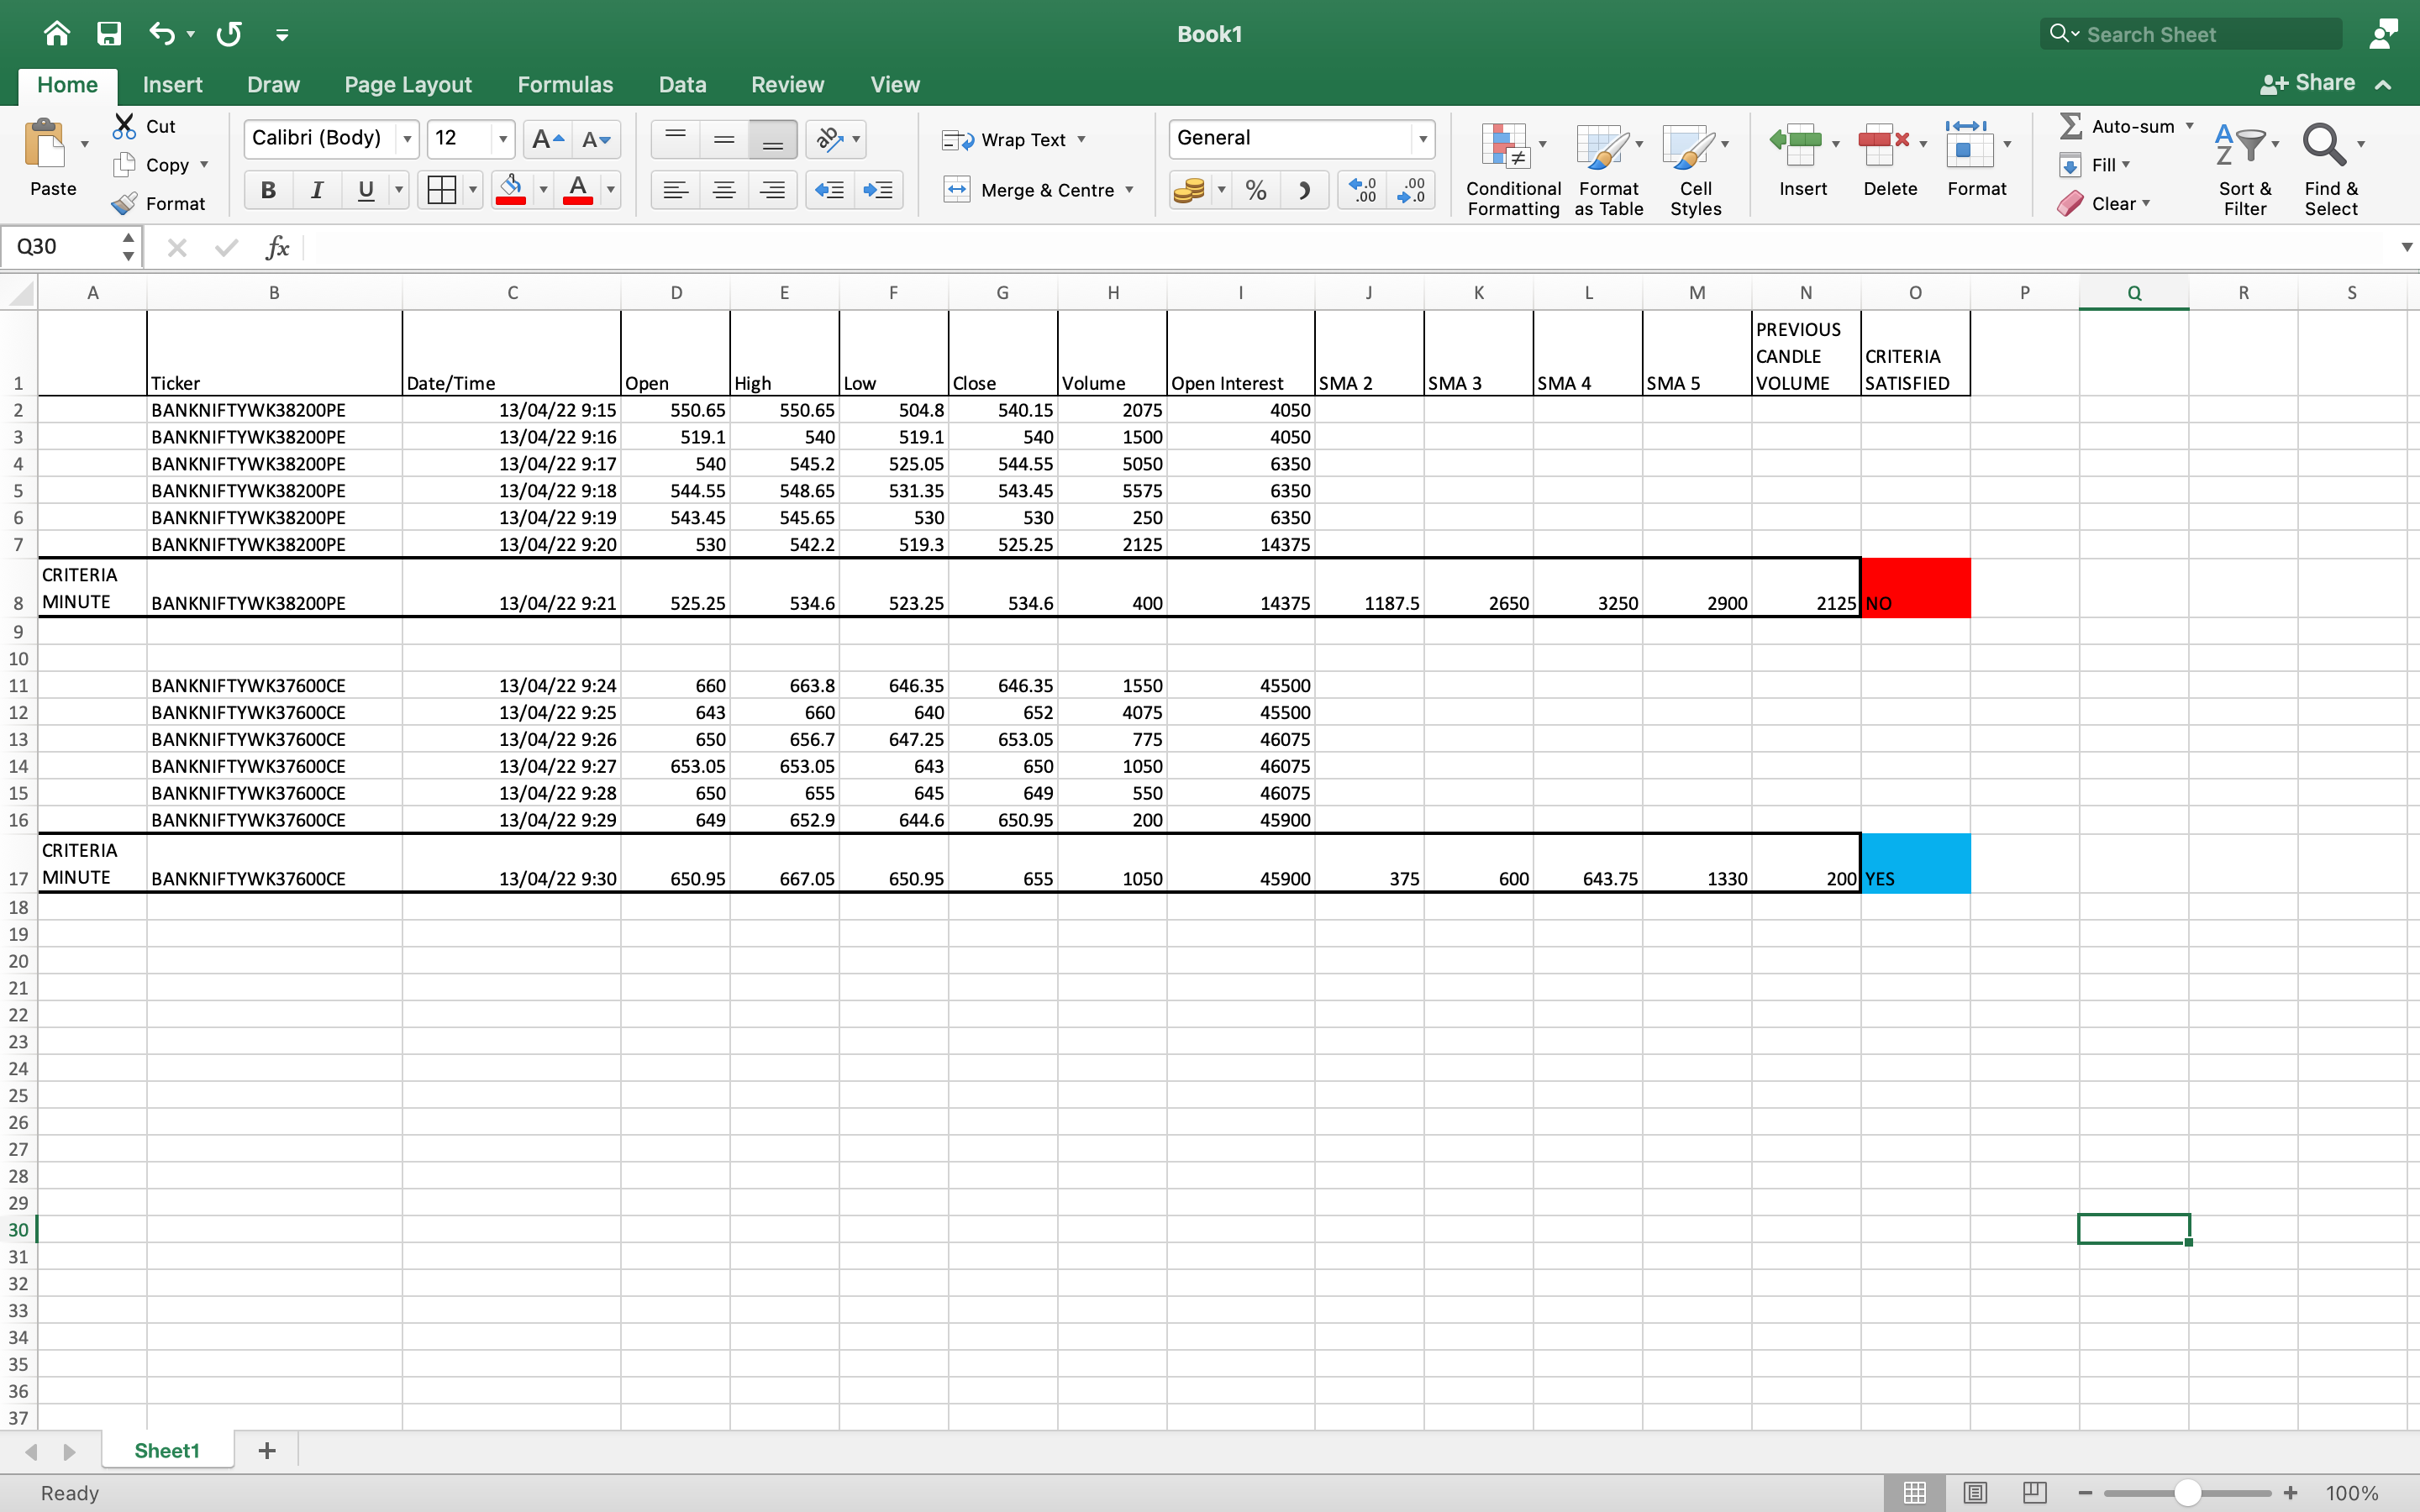 Book1
Search Sheet
Home Insert Draw Page Layout Formulas Data Review View Share
Paste
Cut
Copy
Format
Calibri (Body) 12 A A
B I U A
Wrap Text
Merge & Centre
General
%
.0 .00
.00 .0
Conditional Formatting
Format as Table
Cell Styles
Insert
Delete
Format
Auto-sum
Fill
Clear
Sort & Filter
Find & Select
Q30 fx
A B C D E F G H I J K L M N O P Q R S
1 Ticker Date/Time Open High Low Close Volume Open Interest SMA 2 SMA 3 SMA 4 SMA 5 PREVIOUS CANDLE VOLUME CRITERIA SATISFIED
2 BANKNIFTYWK38200PE 13/04/22 9:15 550.65 550.65 504.8 540.15 2075 4050
3 BANKNIFTYWK38200PE 13/04/22 9:16 519.1 540 519.1 540 1500 4050
4 BANKNIFTYWK38200PE 13/04/22 9:17 540 545.2 525.05 544.55 5050 6350
5 BANKNIFTYWK38200PE 13/04/22 9:18 544.55 548.65 531.35 543.45 5575 6350
6 BANKNIFTYWK38200PE 13/04/22 9:19 543.45 545.65 530 530 250 6350
7 BANKNIFTYWK38200PE 13/04/22 9:20 530 542.2 519.3 525.25 2125 14375
8 CRITERIA MINUTE BANKNIFTYWK38200PE 13/04/22 9:21 525.25 534.6 523.25 534.6 400 14375 1187.5 2650 3250 2900 2125 NO
9
10
11 BANKNIFTYWK37600CE 13/04/22 9:24 660 663.8 646.35 646.35 1550 45500
12 BANKNIFTYWK37600CE 13/04/22 9:25 643 660 640 652 4075 45500
13 BANKNIFTYWK37600CE 13/04/22 9:26 650 656.7 647.25 653.05 775 46075
14 BANKNIFTYWK37600CE 13/04/22 9:27 653.05 653.05 643 650 1050 46075
15 BANKNIFTYWK37600CE 13/04/22 9:28 650 655 645 649 550 46075
16 BANKNIFTYWK37600CE 13/04/22 9:29 649 652.9 644.6 650.95 200 45900
17 CRITERIA MINUTE BANKNIFTYWK37600CE 13/04/22 9:30 650.95 667.05 650.95 655 1050 45900 375 600 643.75 1330 200 YES
18
19
20
21
22
23
24
25
26
27
28
29
30
31
32
33
34
35
36
37
Sheet1 +
Ready
100%